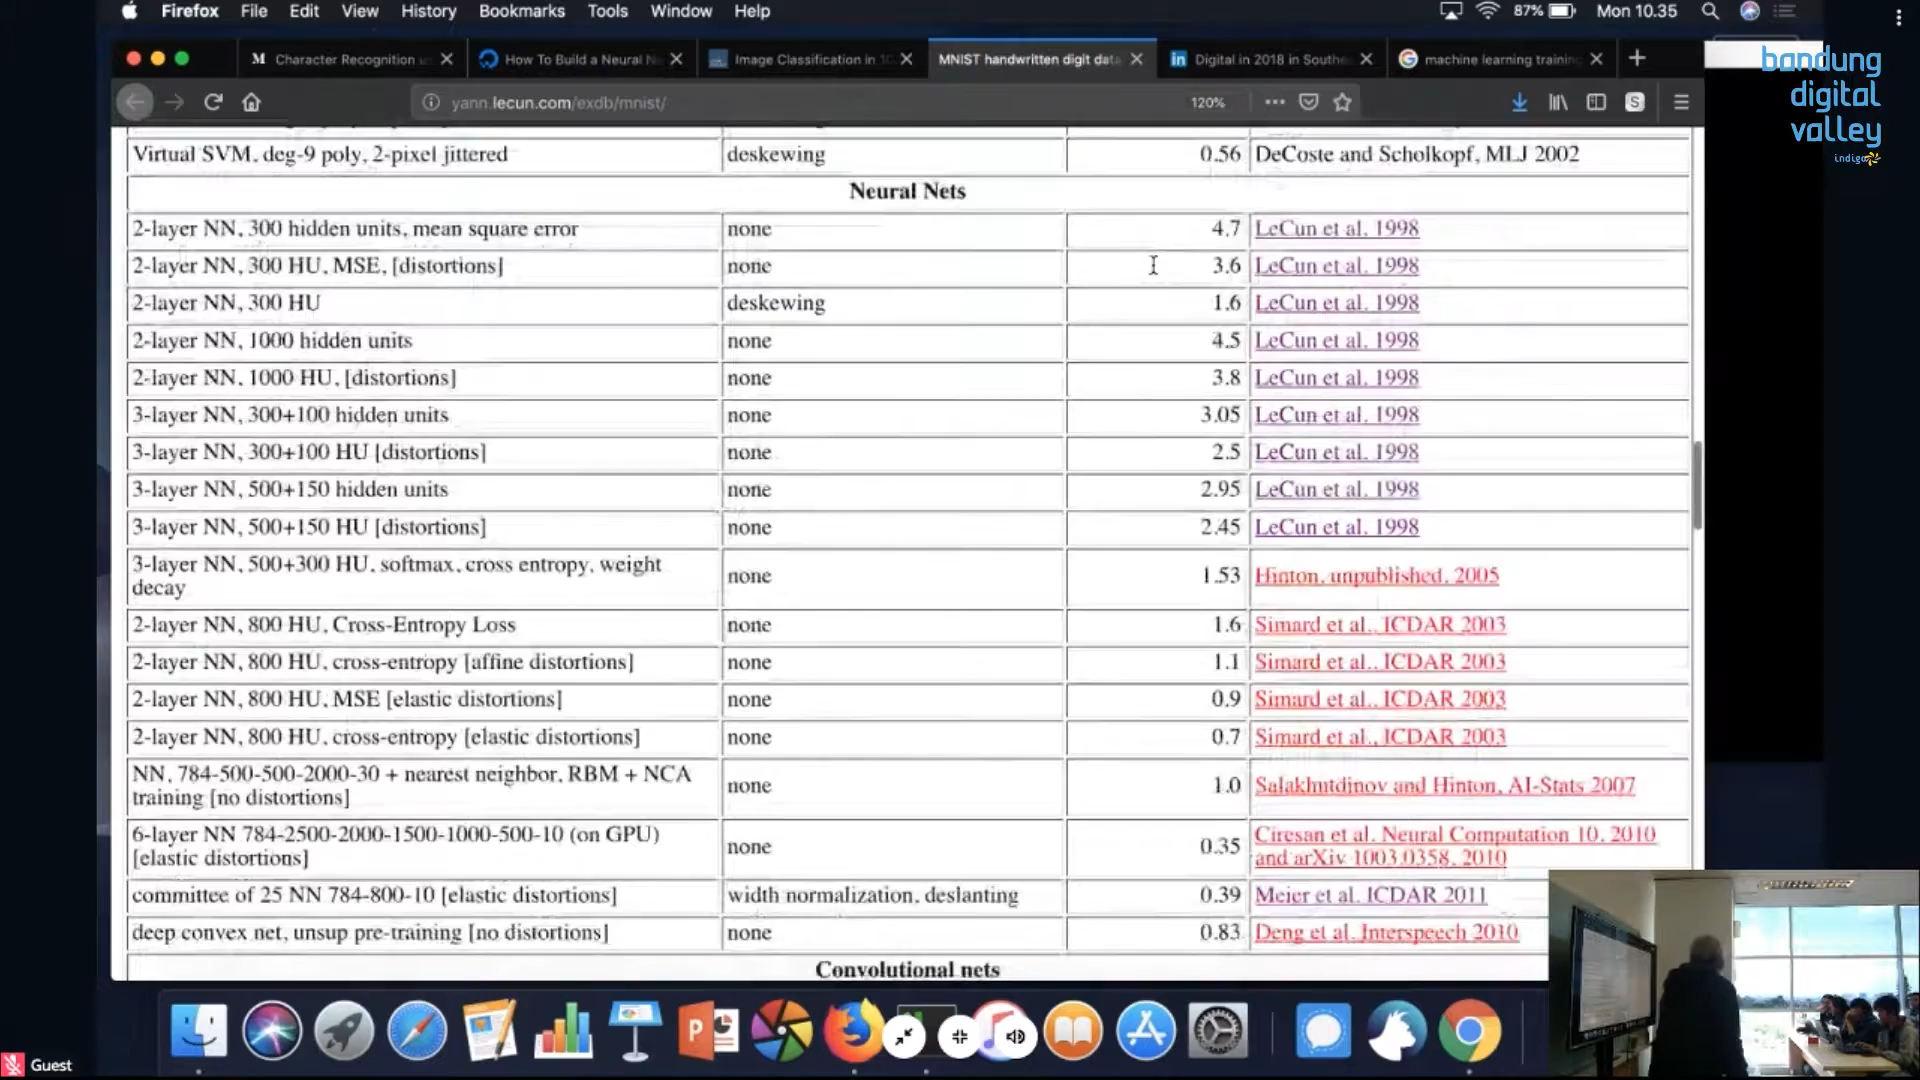 Firefox File Edit View History Bookmarks Tools Window Help 87% Mon 10.35
Character Recognition How To Build a Neural N Image Classification in MNIST handwritten digit data Digital in 2018 in Southe machine learning training
yann.lecun.com/exdb/mnist/ 120%
bandung
digital
valley
indigo
Virtual SVM, deg-9 poly, 2-pixel jittered deskewing 0.56 DeCoste and Scholkopf, MLJ 2002
Neural Nets
2-layer NN, 300 hidden units, mean square error none 4.7 LeCun et al. 1998
2-layer NN, 300 HU, MSE, [distortions] none 3.6 LeCun et al. 1998
2-layer NN, 300 HU deskewing 1.6 LeCun et al. 1998
2-layer NN, 1000 hidden units none 4.5 LeCun et al. 1998
2-layer NN, 1000 HU, [distortions] none 3.8 LeCun et al. 1998
3-layer NN, 300+100 hidden units none 3.05 LeCun et al. 1998
3-layer NN, 300+100 HU [distortions] none 2.5 LeCun et al. 1998
3-layer NN, 500+150 hidden units none 2.95 LeCun et al. 1998
3-layer NN, 500+150 HU [distortions] none 2.45 LeCun et al. 1998
3-layer NN, 500+300 HU, softmax, cross entropy, weight
decay none 1.53 Hinton, unpublished, 2005
2-layer NN, 800 HU, Cross-Entropy Loss none 1.6 Simard et al., ICDAR 2003
2-layer NN, 800 HU, cross-entropy [affine distortions] none 1.1 Simard et al., ICDAR 2003
2-layer NN, 800 HU, MSE [elastic distortions] none 0.9 Simard et al., ICDAR 2003
2-layer NN, 800 HU, cross-entropy [elastic distortions] none 0.7 Simard et al., ICDAR 2003
NN, 784-500-500-2000-30 + nearest neighbor, RBM + NCA
training [no distortions] none 1.0 Salakhutdinov and Hinton, AI-Stats 2007
6-layer NN 784-2500-2000-1500-1000-500-10 (on GPU)
[elastic distortions] none 0.35 Ciresan et al. Neural Computation 10, 2010
and arXiv 1003.0358, 2010
committee of 25 NN 784-800-10 [elastic distortions] width normalization, deslanting 0.39 Meier et al. ICDAR 2011
deep convex net, unsup pre-training [no distortions] none 0.83 Deng et al. Interspeech 2010
Convolutional nets
Guest